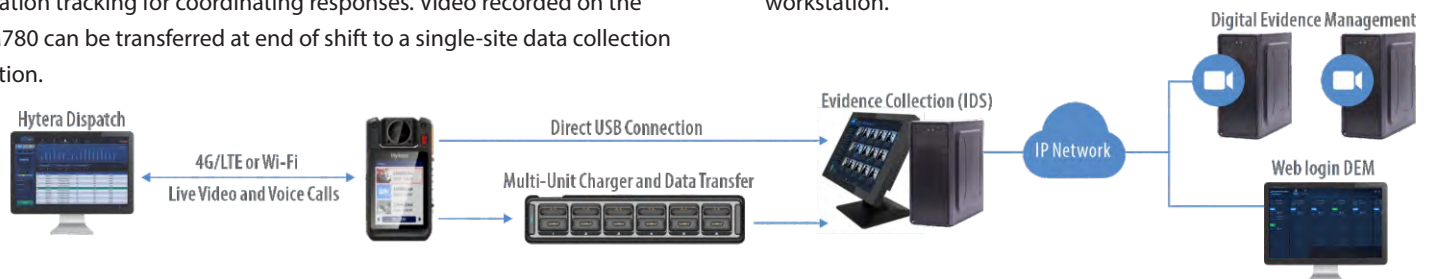 ation tracking for coordinating responses. Video recorded on the
780 can be transferred at end of shift to a single-site data collection
tion.
workstation.
Digital Evidence Management
Evidence Collection (IDS)
Hytera Dispatch
4G/LTE or Wi-Fi
Live Video and Voice Calls
Hytera
Direct USB Connection
Multi-Unit Charger and Data Transfer
IP Network
Web login DEM